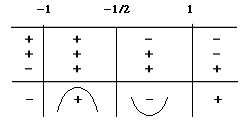 -1 -1/2 1
+ + - -
+ + + -
- + + +
- + - +